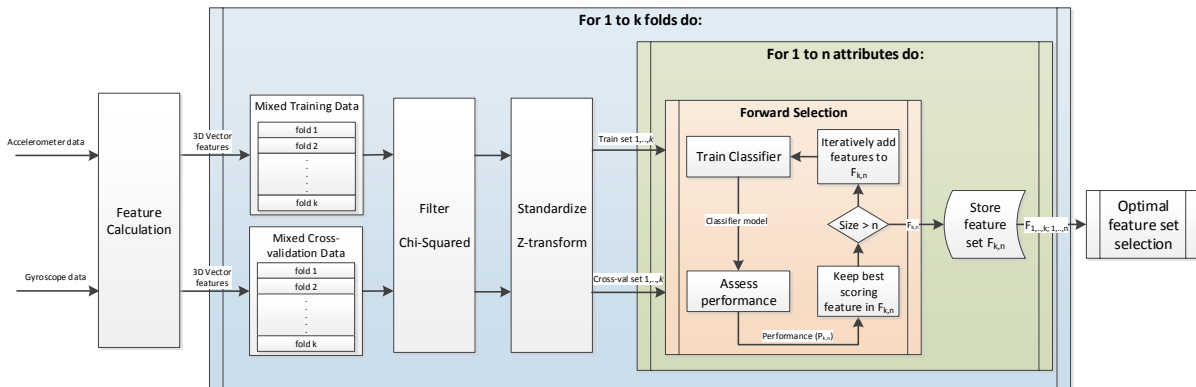 For 1 to k folds do:
For 1 to n attributes do:
Accelerometer data
Gyroscope data
Feature
Calculation
3D Vector
features
3D Vector
features
Mixed Training Data
fold 1
fold 2
.
.
.
.
fold k
Mixed Cross-
validation Data
fold 1
fold 2
.
.
.
.
fold k
Filter
Chi-Squared
Standardize
Z-transform
Train set 1,..,k
Cross-val set 1,..,k
Forward Selection
Train Classifier
Iteratively add
features to
Fk,n
Classifier model
Size > n
Fk,n
Assess
performance
Keep best
scoring
feature in Fk,n
Performance (Pk,n)
Store
feature
set Fk,n
F1,..,k; 1,..,n
Optimal
feature set
selection